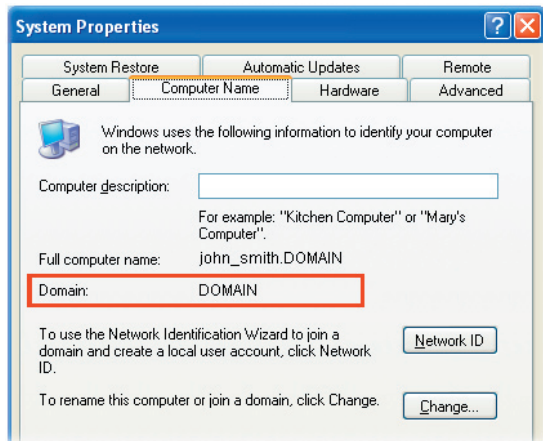 System Properties
System Restore Automatic Updates Remote
General Computer Name Hardware Advanced
Windows uses the following information to identify your computer
on the network.
Computer description:
For example: "Kitchen Computer" or "Mary's
Computer".
Full computer name: john_smith.DOMAIN
Domain: DOMAIN
To use the Network Identification Wizard to join a
domain and create a local user account, click Network
ID.
Network ID
To rename this computer or join a domain, click Change.
Change...